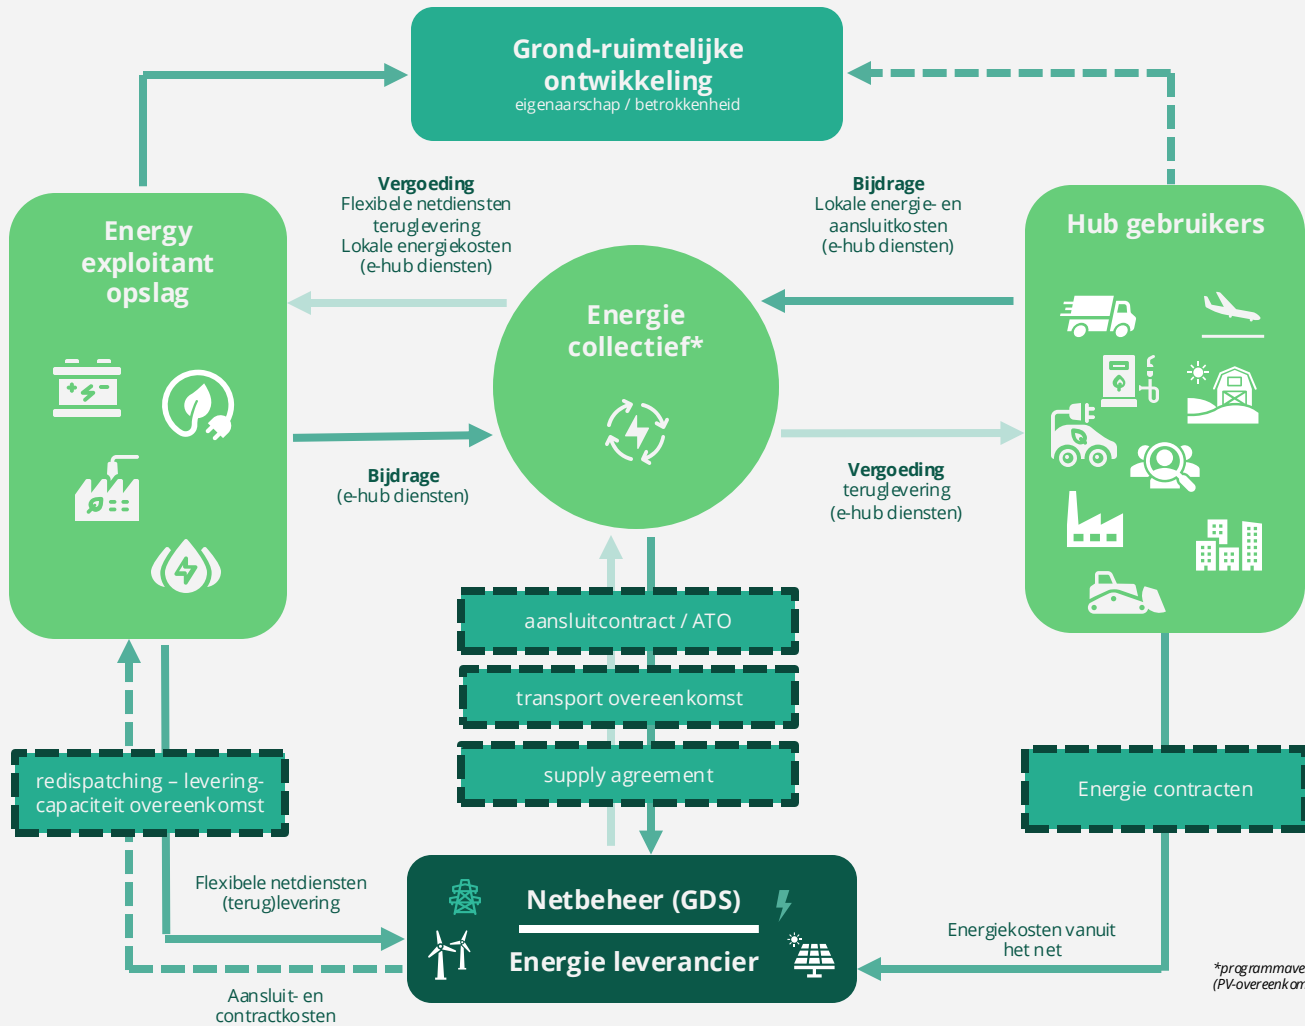 Grond-ruimtelijke
ontwikkeling
eigenaarschap / betrokkenheid
Vergoeding
Flexibele netdiensten
teruglevering
Lokale energiekosten
(e-hub diensten)
Bijdrage
Lokale energie- en
aansluitkosten
(e-hub diensten)
Energy
exploitant
opslag
Hub gebruikers
Energie
collectief*
Bijdrage
(e-hub diensten)
Vergoeding
teruglevering
(e-hub diensten)
aansluitcontract / ATO
transport overeenkomst
supply agreement
redispatching – levering-
capaciteit overeenkomst
Energie contracten
Flexibele netdiensten
(terug)levering
Netbeheer (GDS)
Energie leverancier
Energiekosten vanuit
het net
Aansluit- en
contractkosten